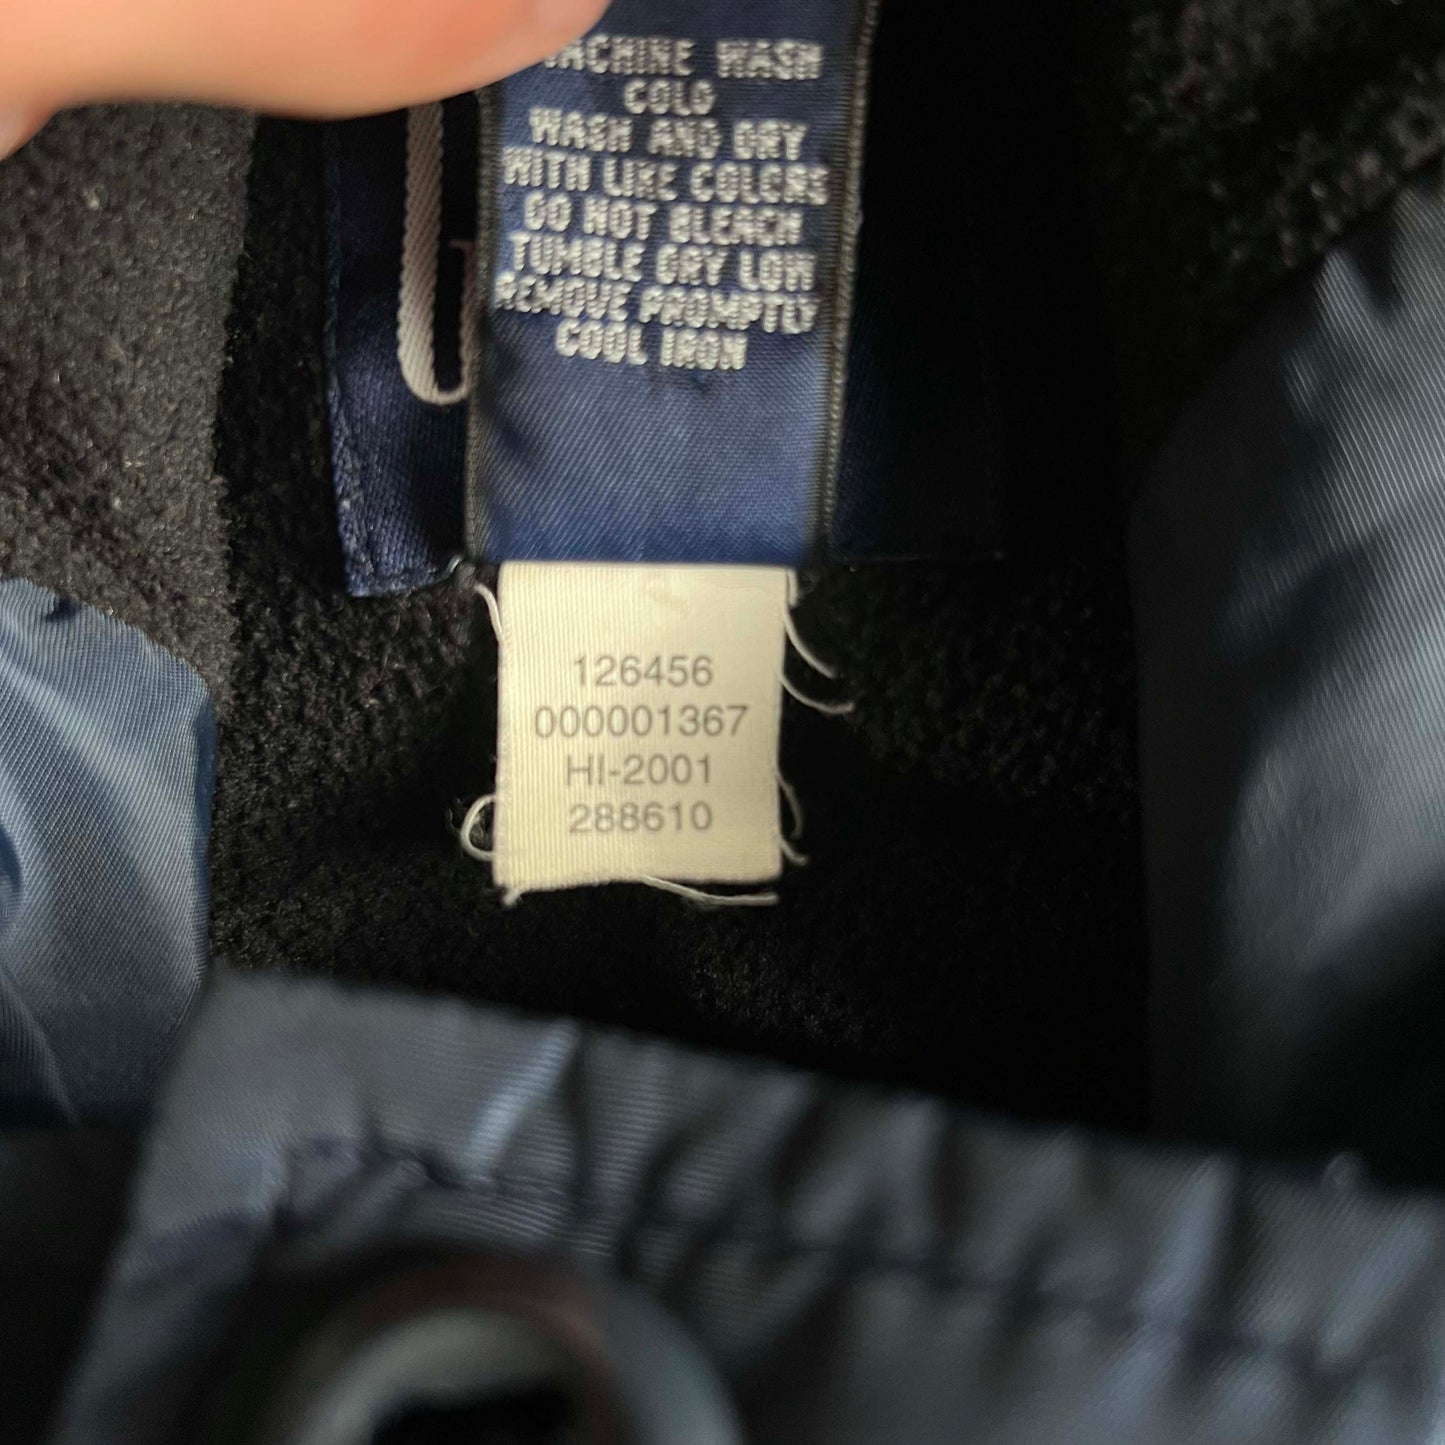 MACHINE WASH
COLD
WASH AND DRY
WITH LIKE COLORS
DO NOT BLEACH
TUMBLE DRY LOW
REMOVE PROMPTLY
COOL IRON
126456
000001367
HI-2001
288610